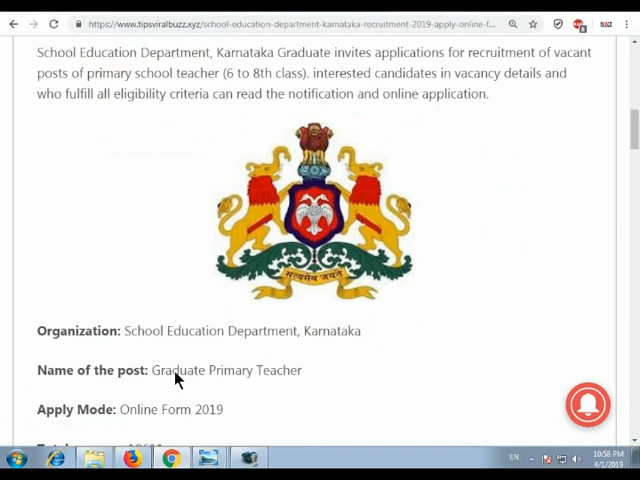 https://www.tipsviralbuzz.xyz/school-education-department-karnataka-recruitment-2019-apply-online-f...
School Education Department, Karnataka Graduate invites applications for recruitment of vacant
posts of primary school teacher (6 to 8th class). interested candidates in vacancy details and
who fulfill all eligibility criteria can read the notification and online application.
सत्यमेव जयते
Organization: School Education Department, Karnataka
Name of the post: Graduate Primary Teacher
Apply Mode: Online Form 2019
EN
10:58 PM
4/1/2019